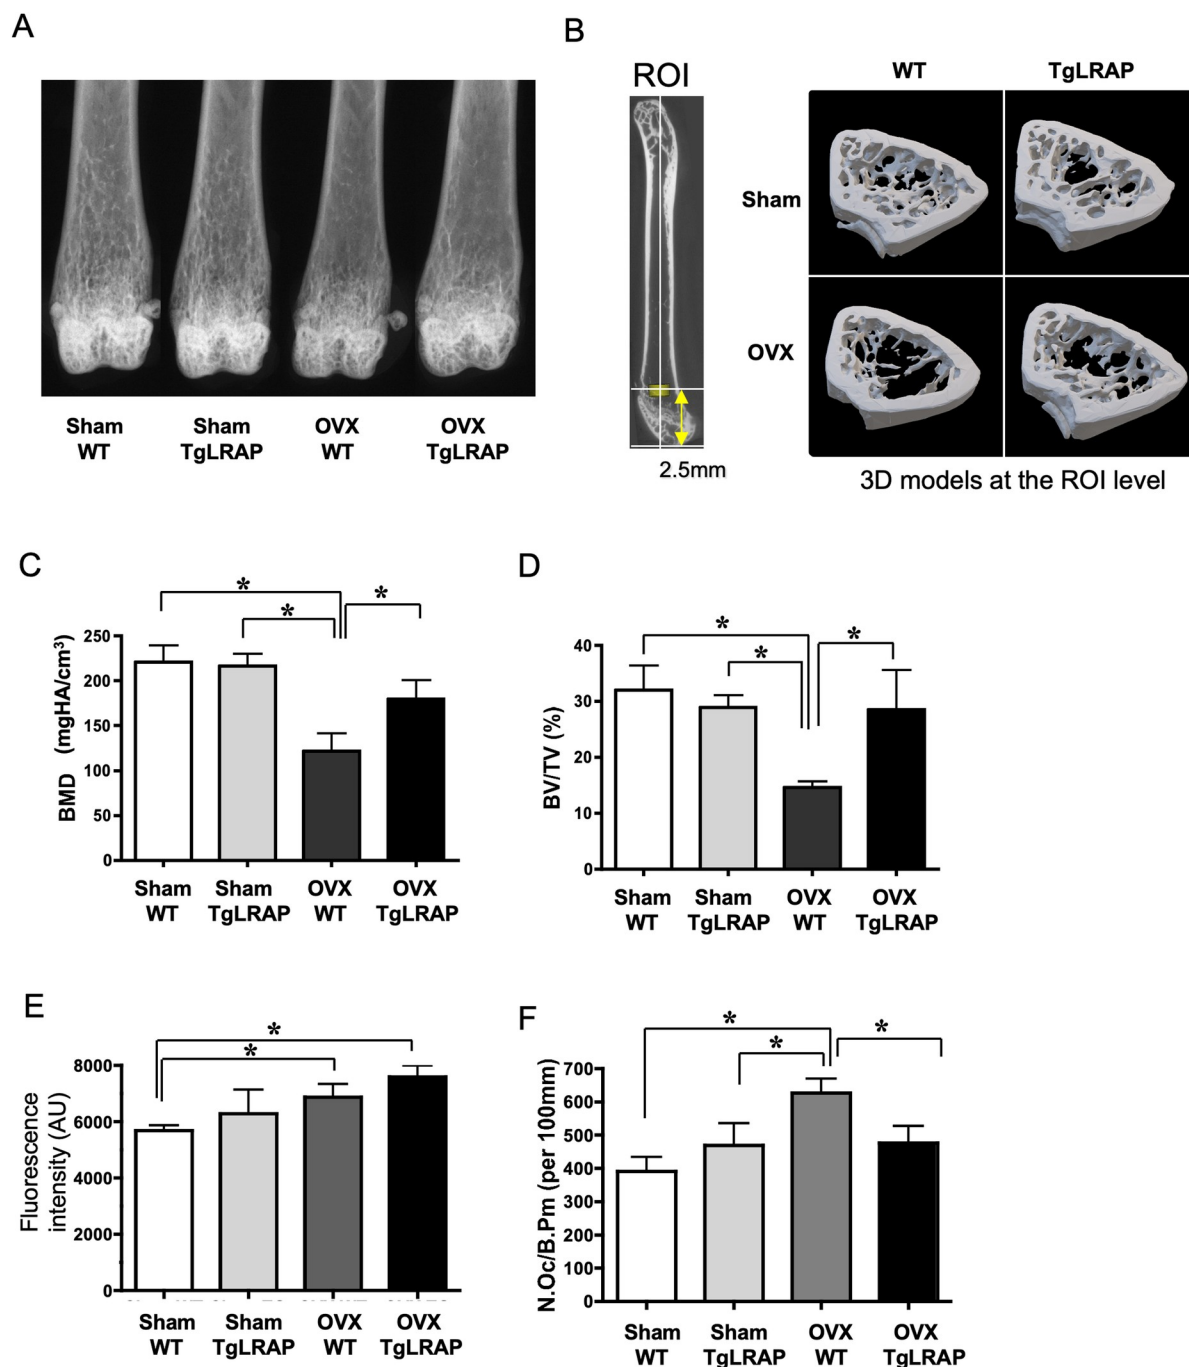 A
Sham
WT
Sham
TgLRAP
OVX
WT
OVX
TgLRAP
B
ROI
2.5mm
WT
TgLRAP
Sham
OVX
3D models at the ROI level
C
BMD (mgHA/cm³)
250
200
150
100
50
0
*
*
*
Sham
WT
Sham
TgLRAP
OVX
WT
OVX
TgLRAP
D
BV/TV (%)
40
30
20
10
0
*
*
*
Sham
WT
Sham
TgLRAP
OVX
WT
OVX
TgLRAP
E
Fluorescence
intensity (AU)
8000
6000
4000
2000
0
*
*
Sham
WT
Sham
TgLRAP
OVX
WT
OVX
TgLRAP
F
N.Oc/B.Pm (per 100mm)
700
600
500
400
300
200
100
0
*
*
*
Sham
WT
Sham
TgLRAP
OVX
WT
OVX
TgLRAP